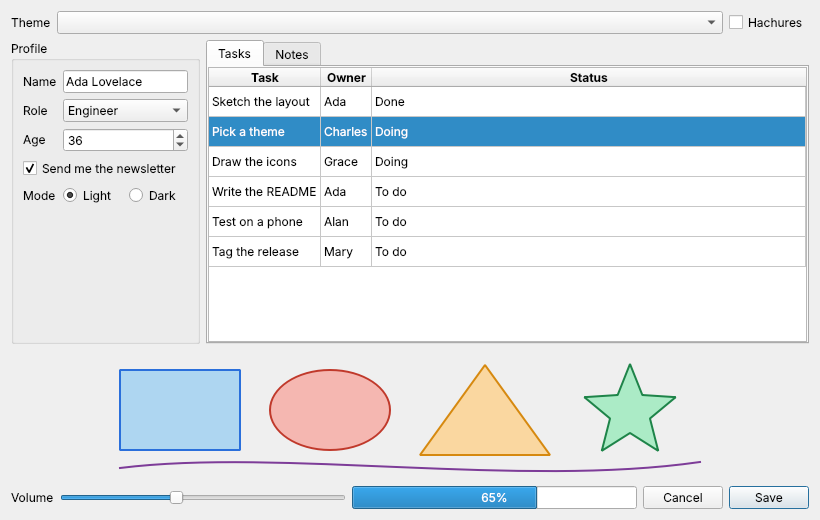 Theme
Hachures
Profile
Name Ada Lovelace
Role Engineer
Age 36
Send me the newsletter
Mode Light Dark
Tasks Notes
Task Owner Status
Sketch the layout Ada Done
Pick a theme Charles Doing
Draw the icons Grace Doing
Write the README Ada To do
Test on a phone Alan To do
Tag the release Mary To do
Volume 65% Cancel Save